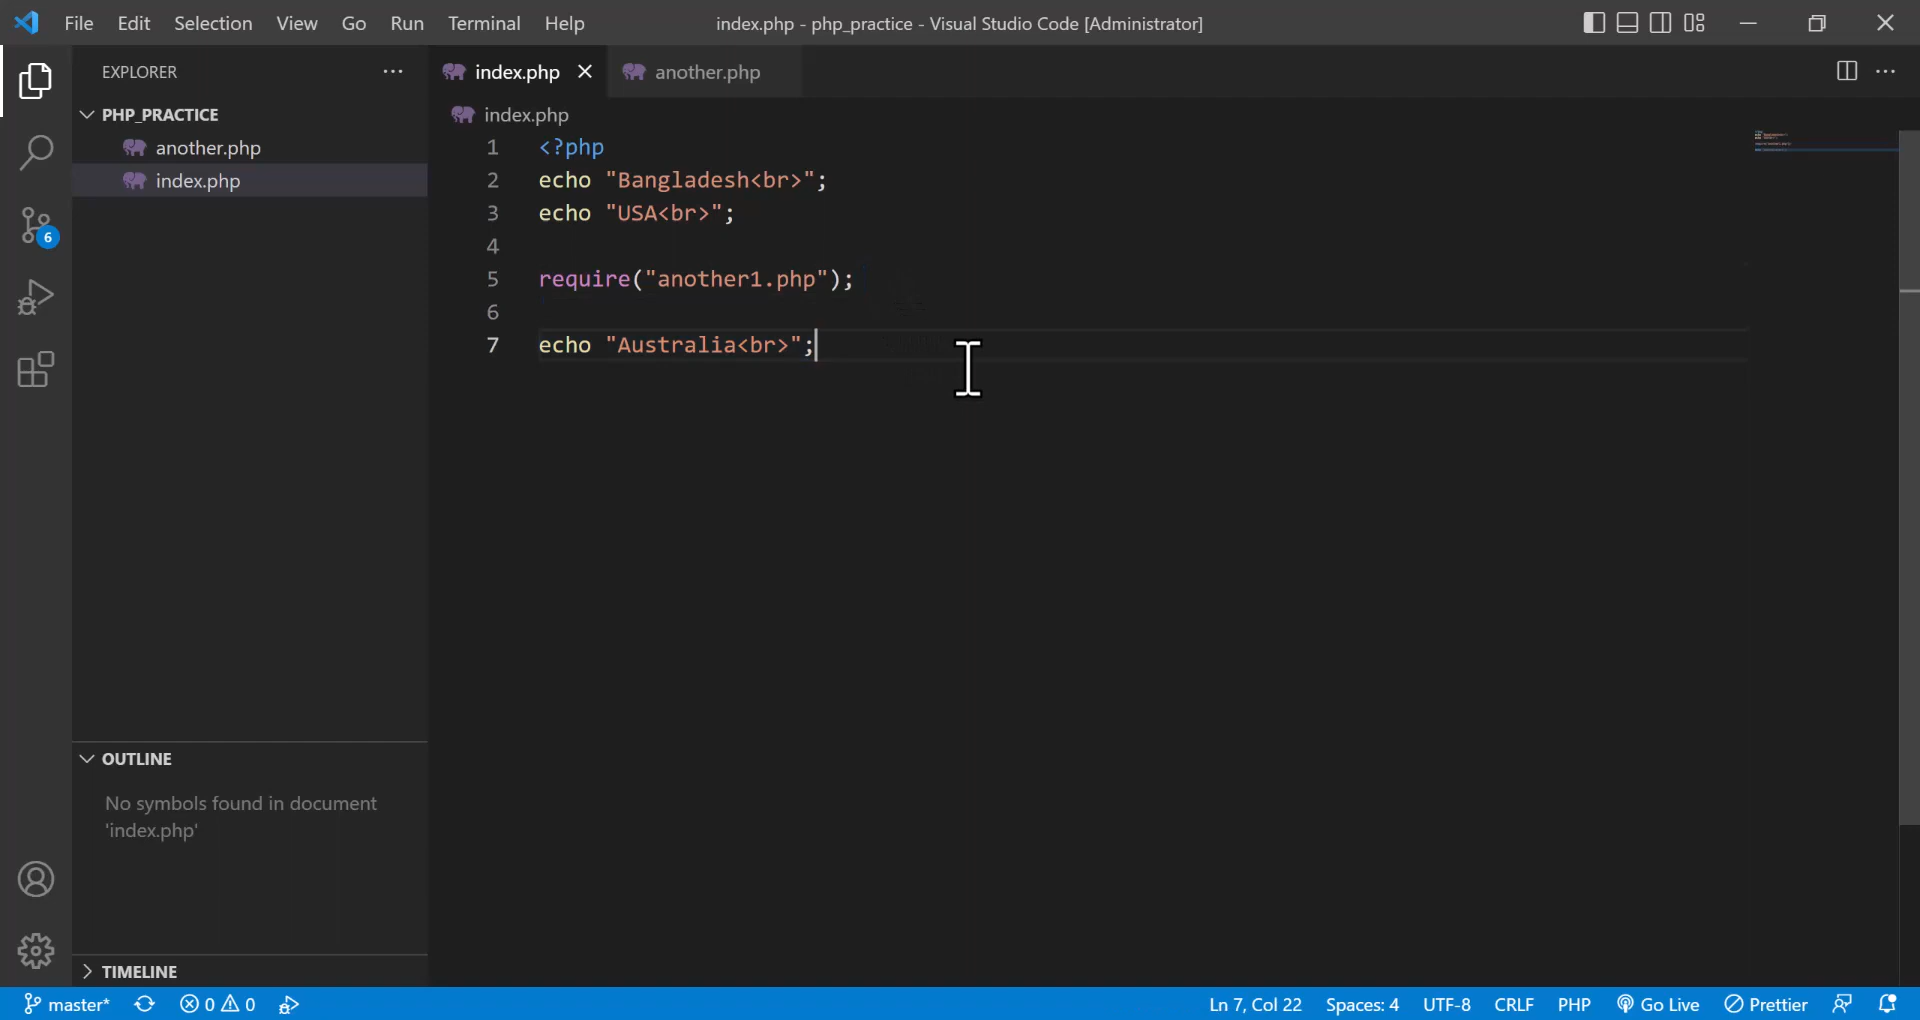 File Edit Selection View Go Run Terminal Help
index.php - php_practice - Visual Studio Code [Administrator]
EXPLORER
PHP_PRACTICE
another.php
index.php
6
OUTLINE
No symbols found in document
'index.php'
TIMELINE
index.php
another.php
index.php
1 <?php
2 echo "Bangladesh<br>";
3 echo "USA<br>";
4
5 require("another1.php");
6
7 echo "Australia<br>";
master* 0 0 Ln 7, Col 22 Spaces: 4 UTF-8 CRLF PHP Go Live Prettier